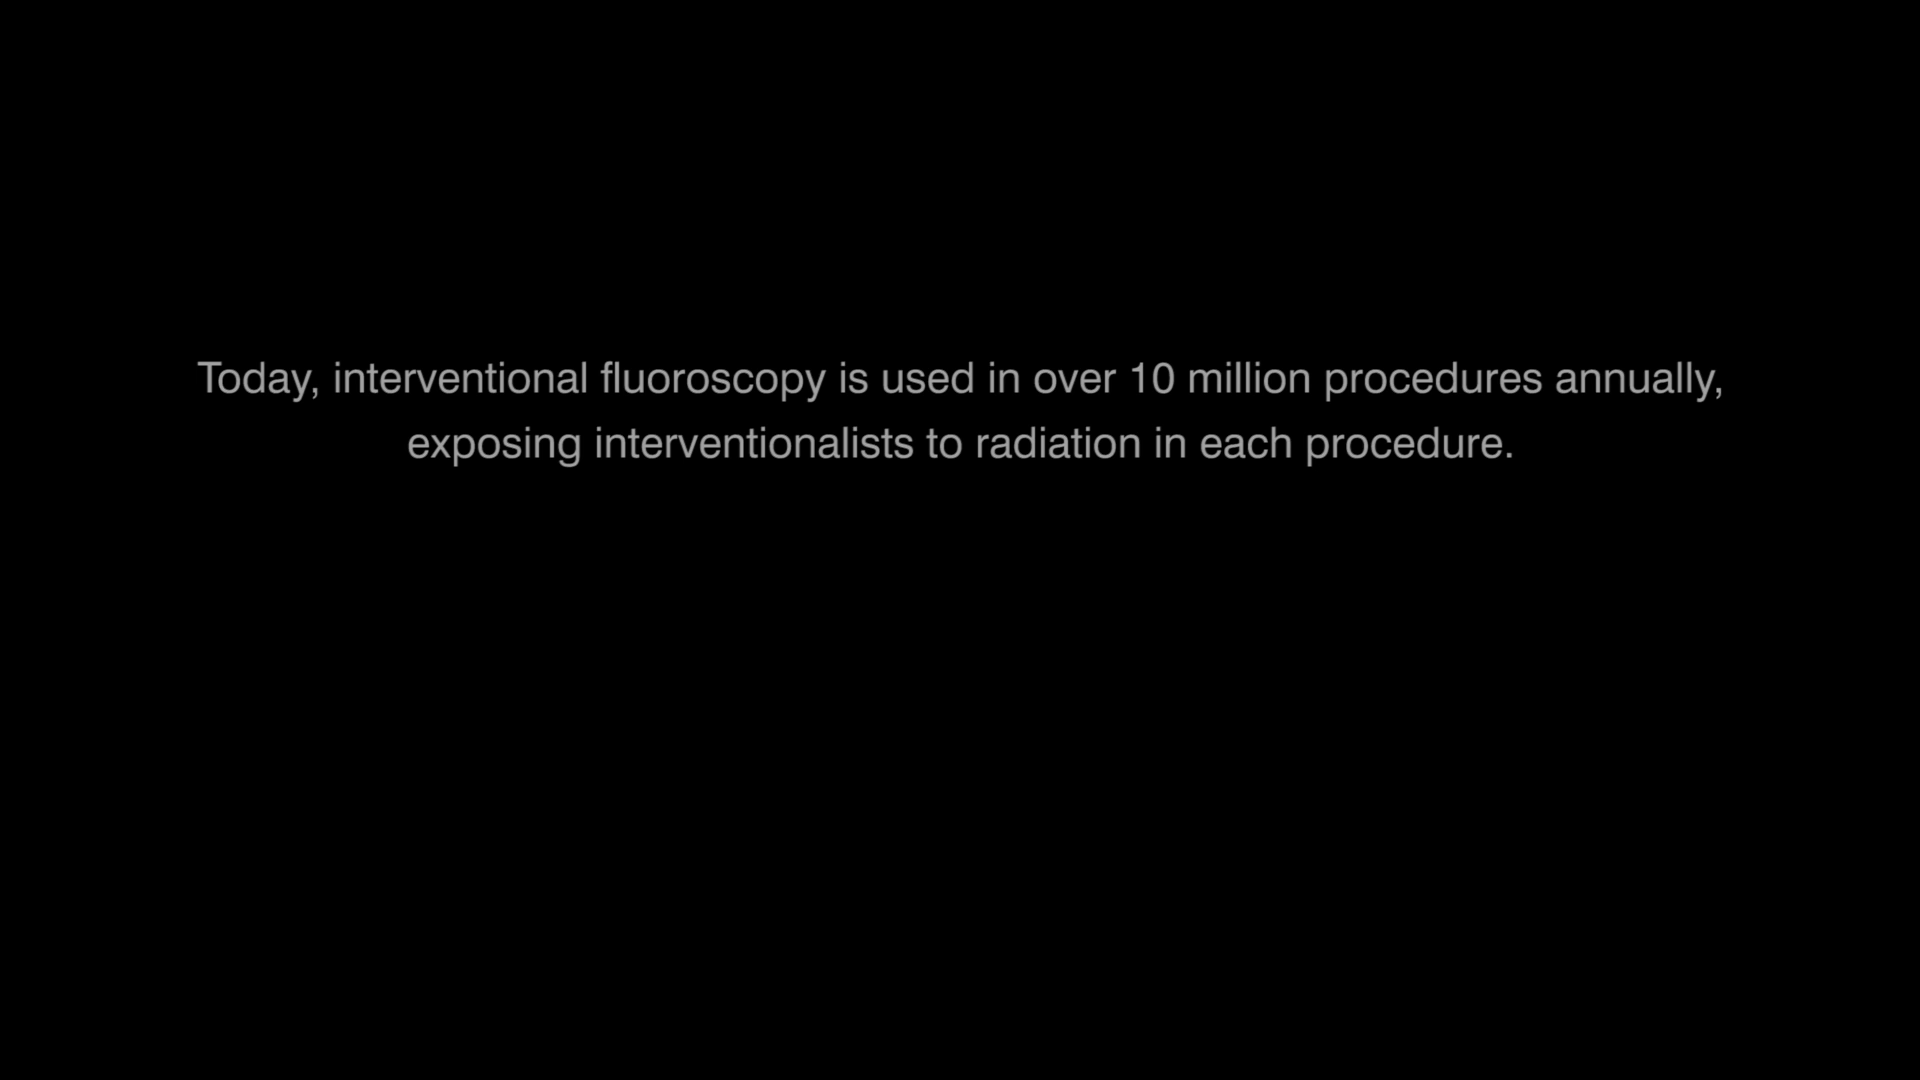 Today, interventional fluoroscopy is used in over 10 million procedures annually,
exposing interventionalists to radiation in each procedure.